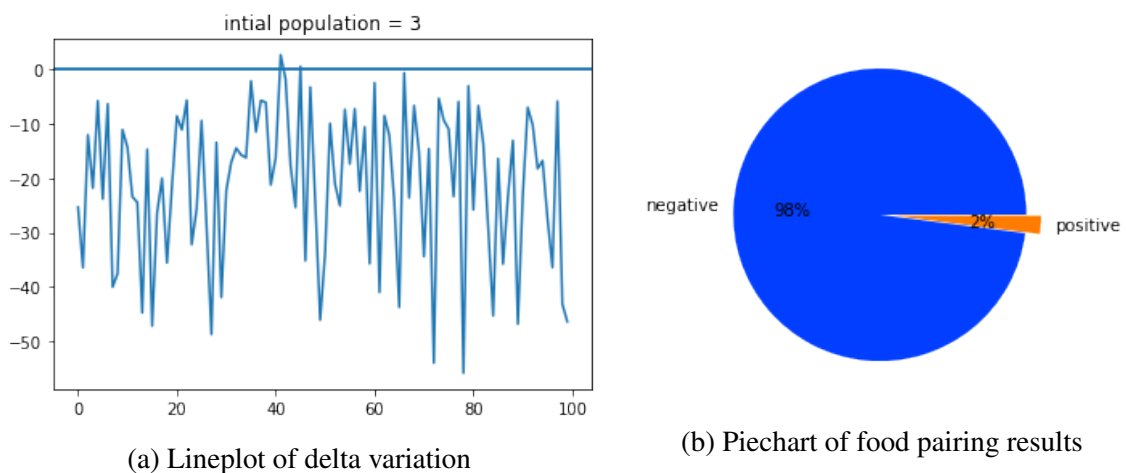 intial population = 3
0
−10
−20
−30
−40
−50
0 20 40 60 80 100
(a) Lineplot of delta variation
negative
98%
2%
positive
(b) Piechart of food pairing results